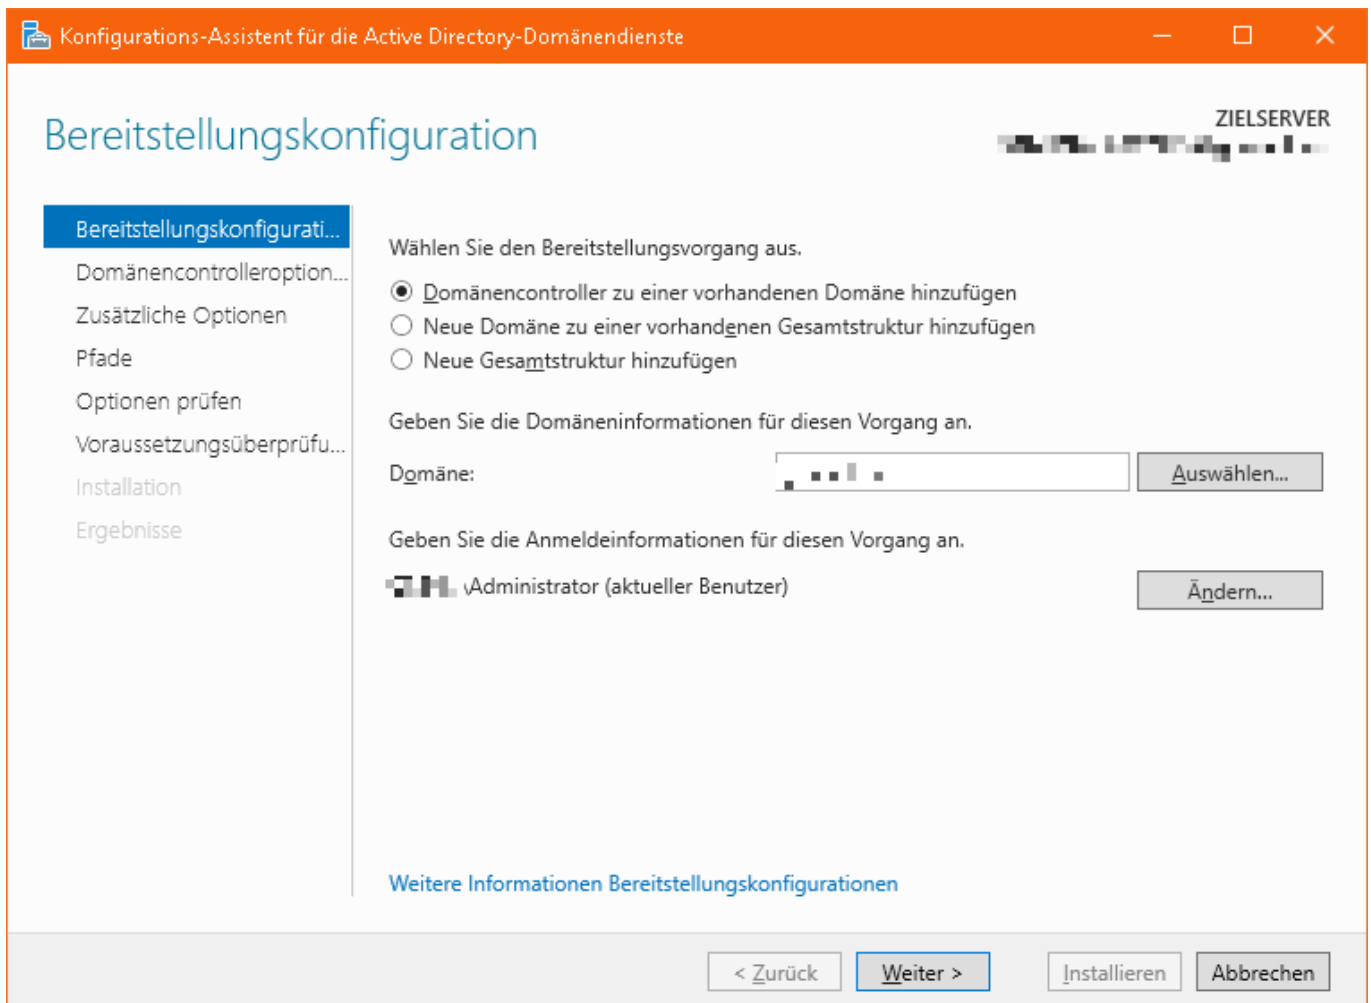 Konfigurations-Assistent für die Active Directory-Domänendienste
Bereitstellungskonfiguration
ZIELSERVER
Bereitstellungskonfigurati...
Domänencontrolleroption...
Zusätzliche Optionen
Pfade
Optionen prüfen
Voraussetzungsüberprüfu...
Installation
Ergebnisse
Wählen Sie den Bereitstellungsvorgang aus.
Domänencontroller zu einer vorhandenen Domäne hinzufügen
Neue Domäne zu einer vorhandenen Gesamtstruktur hinzufügen
Neue Gesamtstruktur hinzufügen
Geben Sie die Domäneninformationen für diesen Vorgang an.
Domäne:
Auswählen...
Geben Sie die Anmeldeinformationen für diesen Vorgang an.
\Administrator (aktueller Benutzer)
Ändern...
Weitere Informationen Bereitstellungskonfigurationen
< Zurück
Weiter >
Installieren
Abbrechen